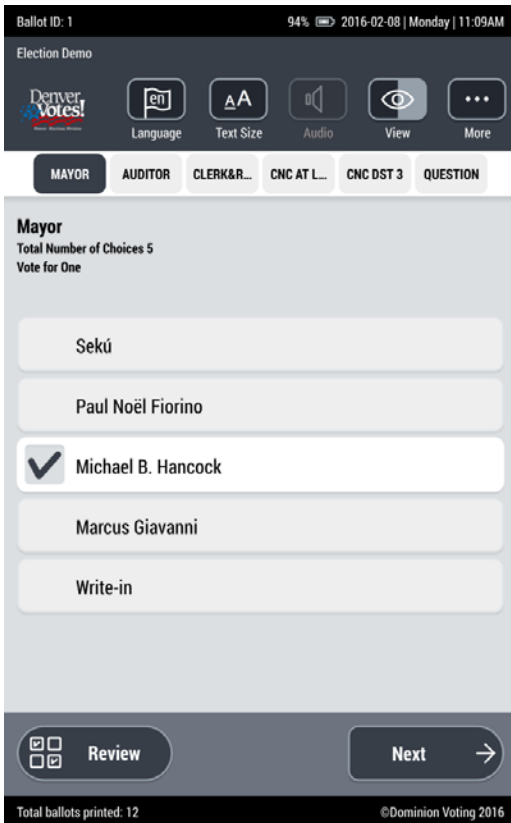 Ballot ID: 1 94% 2016-02-08 | Monday | 11:09AM
Election Demo
Denver
Votes!
en AA
Language Text Size Audio View More
MAYOR AUDITOR CLERK&R... CNC AT L... CNC DST 3 QUESTION
Mayor
Total Number of Choices 5
Vote for One
Sekú
Paul Noël Fiorino
Michael B. Hancock
Marcus Giavanni
Write-in
Review Next
Total ballots printed: 12 ©Dominion Voting 2016